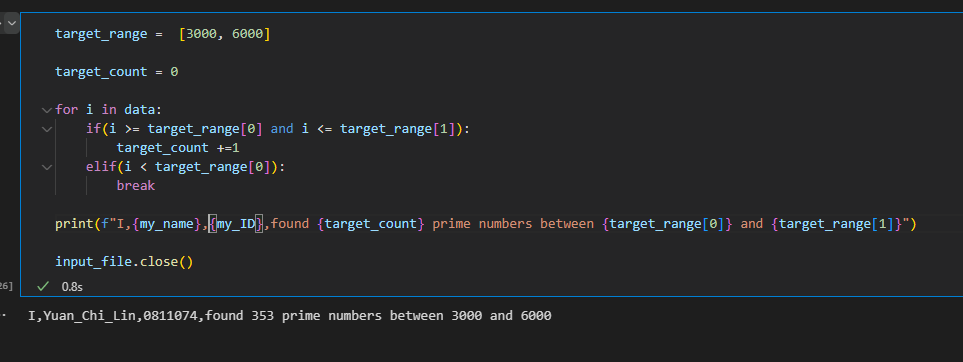 target_range =  [3000, 6000]
target_count = 0
for i in data:
if(i >= target_range[0] and i <= target_range[1]):
target_count +=1
elif(i < target_range[0]):
break
print(f"I,{my_name},{my_ID},found {target_count} prime numbers between {target_range[0]} and {target_range[1]}")
input_file.close()
26]
0.8s
I,Yuan_Chi_Lin,0811074,found 353 prime numbers between 3000 and 6000